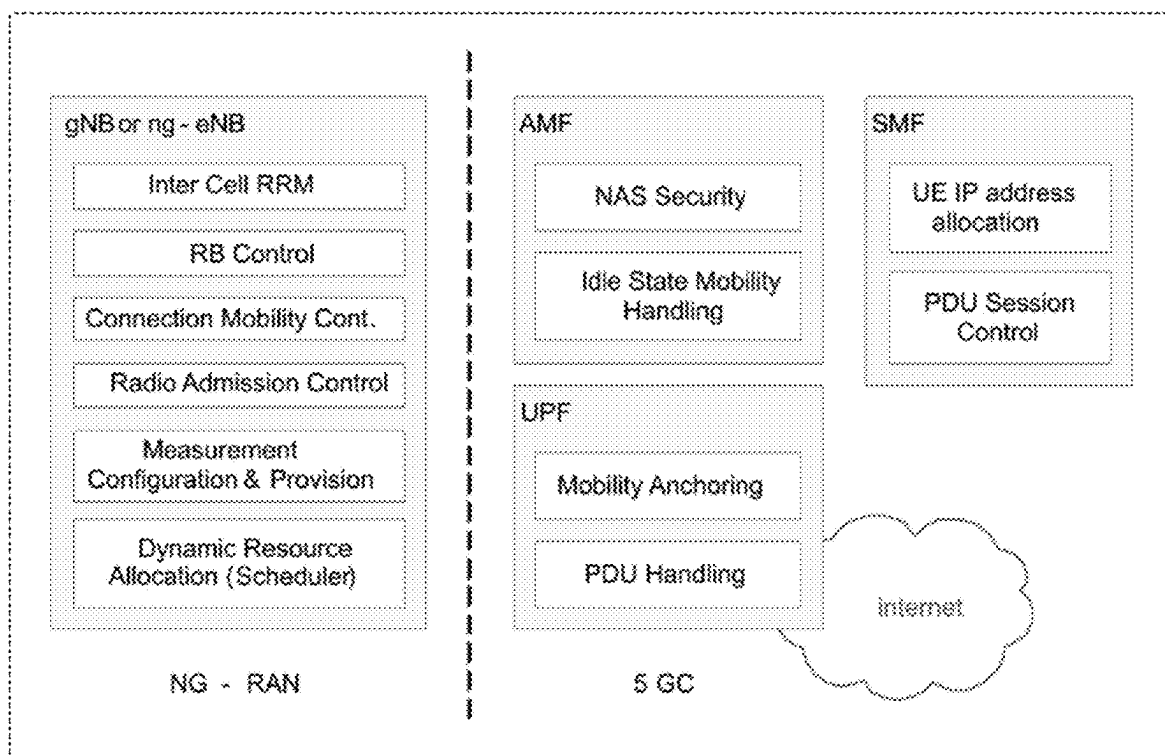 gNB or ng - eNB
Inter Cell RRM
RB Control
Connection Mobility Cont.
Radio Admission Control
Measurement
Configuration & Provision
Dynamic Resource
Allocation (Scheduler)
NG - RAN
AMF
NAS Security
Idle State Mobility
Handling
SMF
UE IP address
allocation
PDU Session
Control
UPF
Mobility Anchoring
PDU Handling
internet
5 GC